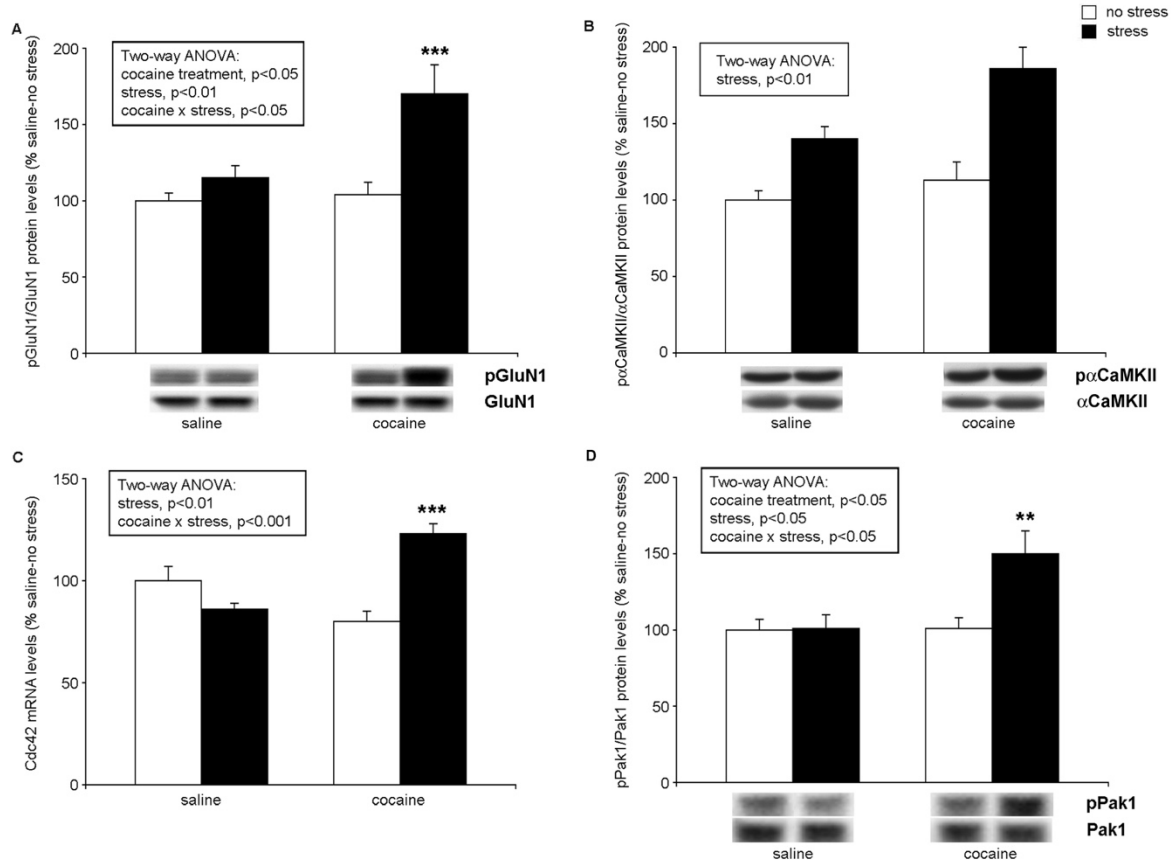 no stress
stress
A
pGluN1/GluN1 protein levels (% saline-no stress)
200
150
100
50
0
Two-way ANOVA:
cocaine treatment, p<0.05
stress, p<0.01
cocaine x stress, p<0.05
***
pGluN1
GluN1
saline
cocaine
B
pαCaMKII/αCaMKII protein levels (% saline-no stress)
200
150
100
50
0
Two-way ANOVA:
stress, p<0.01
pαCaMKII
αCaMKII
saline
cocaine
C
Cdc42 mRNA levels (% saline-no stress)
150
100
50
0
Two-way ANOVA:
stress, p<0.01
cocaine x stress, p<0.001
***
saline
cocaine
D
pPak1/Pak1 protein levels (% saline-no stress)
200
150
100
50
0
Two-way ANOVA:
cocaine treatment, p<0.05
stress, p<0.05
cocaine x stress, p<0.05
**
pPak1
Pak1
saline
cocaine